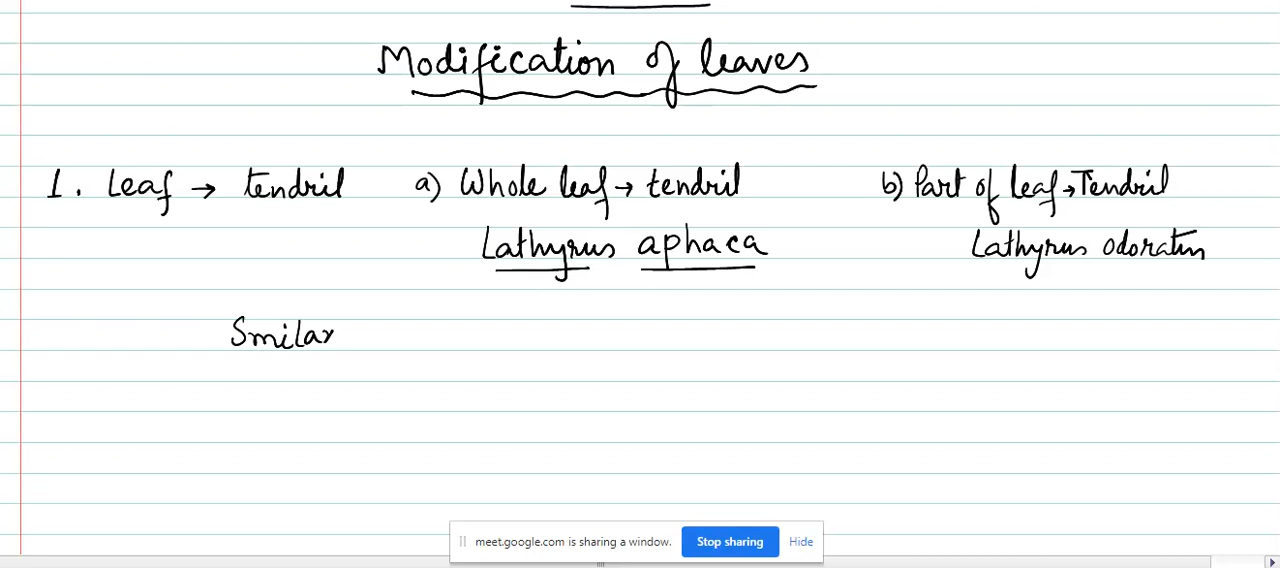 Modification of leaves
1. Leaf → tendril a) Whole leaf → tendril b) Part of leaf → Tendril
Lathyrus aphaca Lathyrus odoratus
Smilax
meet.google.com is sharing a window. Stop sharing Hide